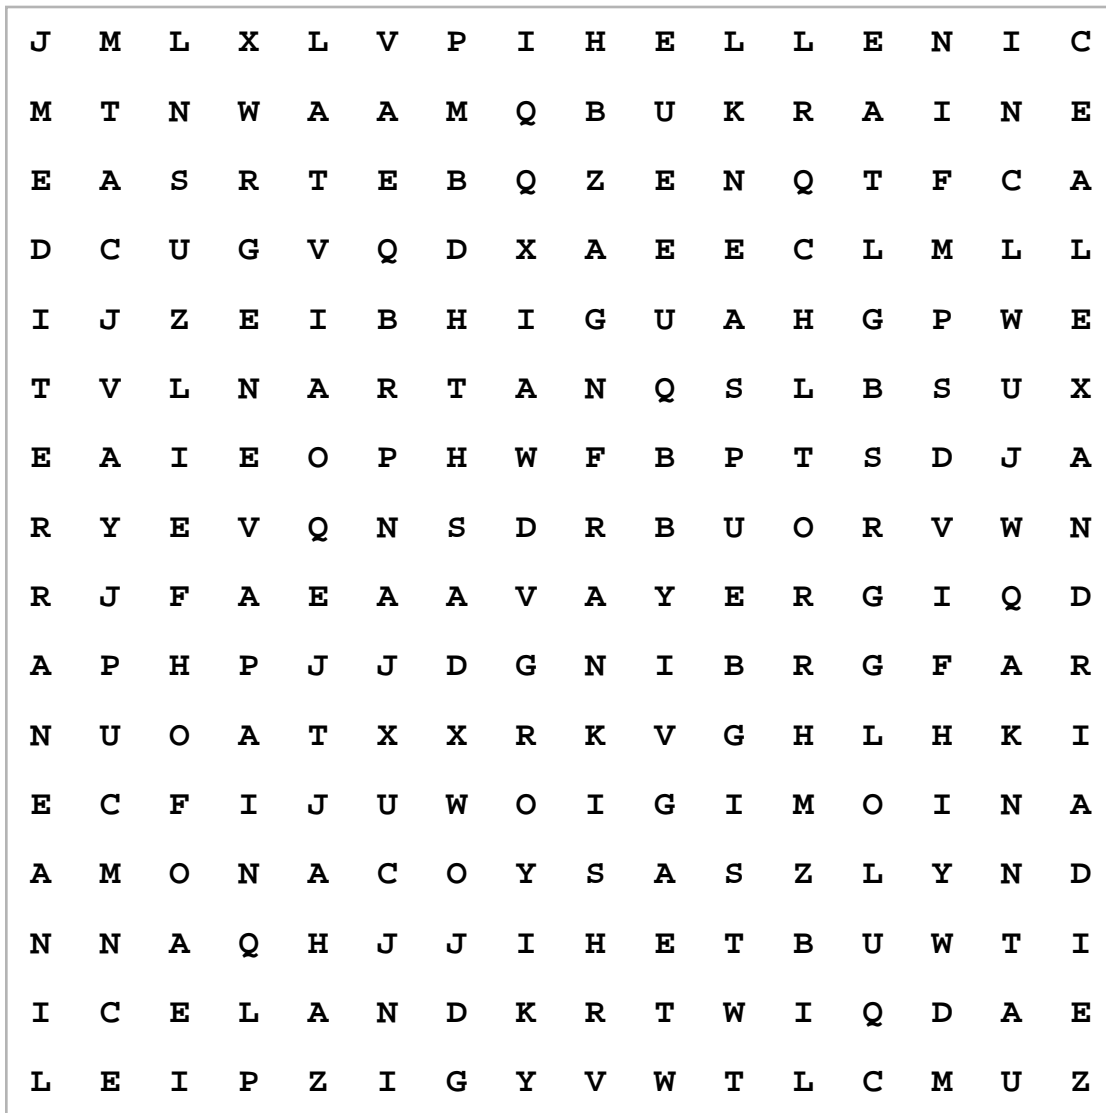 J M L X L V P I H E L L E N I C
M T N W A A M Q B U K R A I N E
E A S R T E B Q Z E N Q T F C A
D C U G V Q D X A E E C L M L L
I J Z E I B H I G U A H G P W E
T V L N A R T A N Q S L B S U X
E A I E O P H W F B P T S D J A
R Y E V Q N S D R B U O R V W N
R J F A E A A V A Y E R G I Q D
A P H P J J D G N I B R G F A R
N U O A T X X R K V G H L H K I
E C F I J U W O I G I M O I N A
A M O N A C O Y S A S Z L Y N D
N N A Q H J J I H E T B U W T I
I C E L A N D K R T W I Q D A E
L E I P Z I G Y V W T L C M U Z